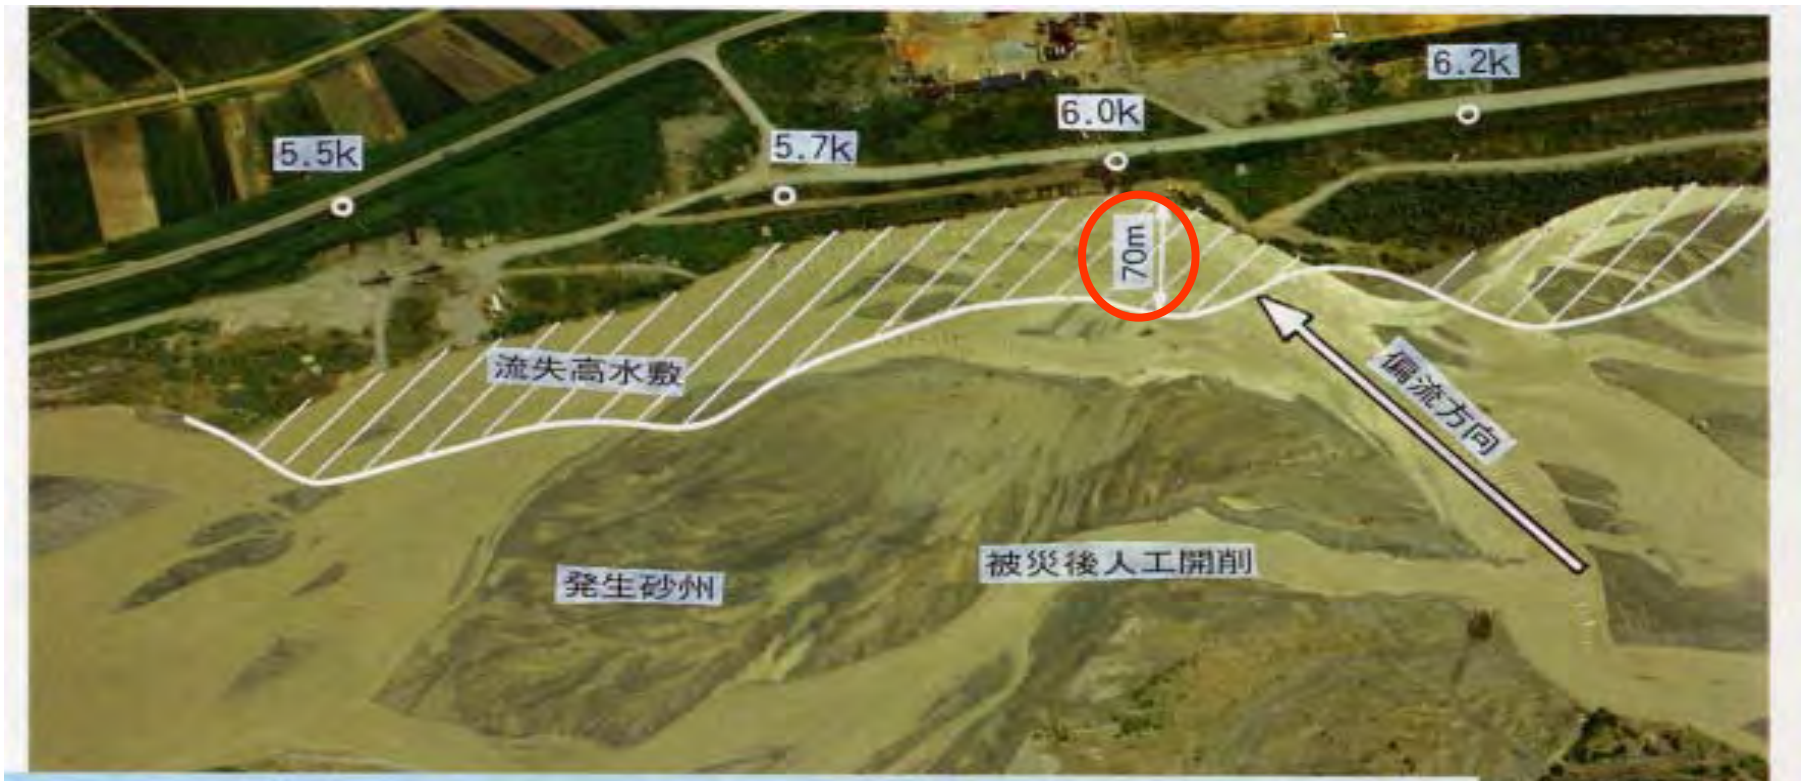 6.2k
6.0k
5.7k
5.5k
70m
流失高水敷
偏流方向
被災後人工開削
発生砂州